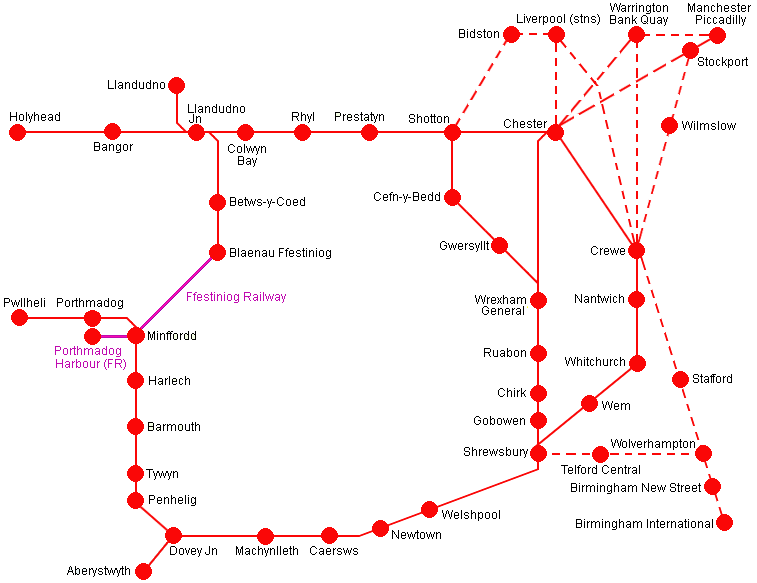 Warrington
Bank Quay
Manchester
Piccadilly
Liverpool (stns)
Bidston
Stockport
Llandudno
Holyhead
Llandudno
Jn
Rhyl
Prestatyn
Shotton
Chester
Wilmslow
Bangor
Colwyn
Bay
Cefn-y-Bedd
Betws-y-Coed
Gwersyllt
Crewe
Blaenau Ffestiniog
Ffestiniog Railway
Pwllheli
Porthmadog
Wrexham
General
Nantwich
Minffordd
Porthmadog
Harbour (FR)
Ruabon
Whitchurch
Harlech
Stafford
Chirk
Wem
Gobowen
Barmouth
Shrewsbury
Wolverhampton
Telford Central
Tywyn
Birmingham New Street
Penhelig
Welshpool
Birmingham International
Newtown
Dovey Jn
Machynlleth
Caersws
Aberystwyth